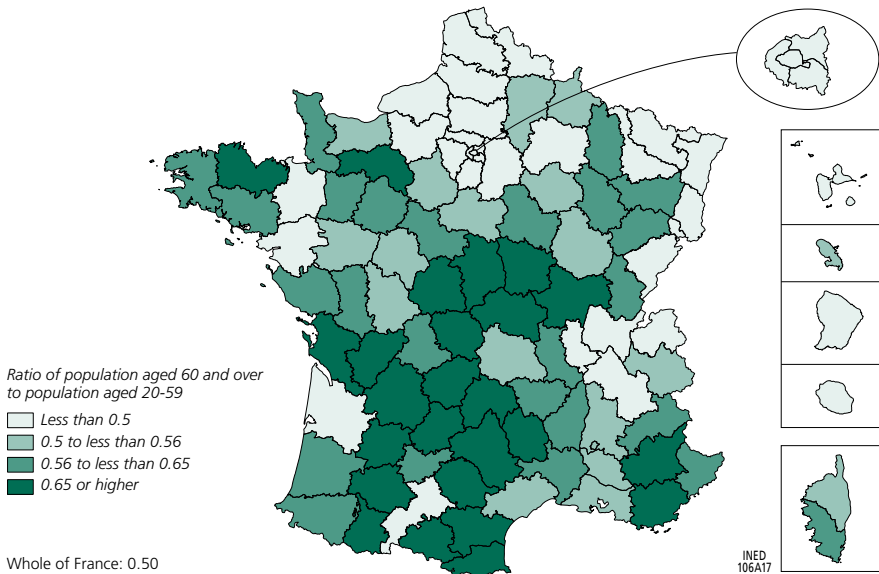 Ratio of population aged 60 and over
to population aged 20-59
Less than 0.5
0.5 to less than 0.56
0.56 to less than 0.65
0.65 or higher
Whole of France: 0.50
INED
106A17